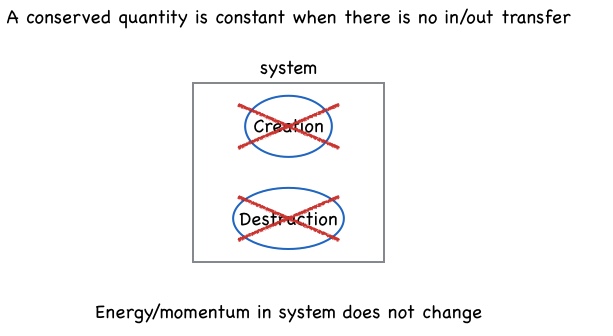 A conserved quantity is constant when there is no in/out transfer
system
Creation
Destruction
Energy/momentum in system does not change